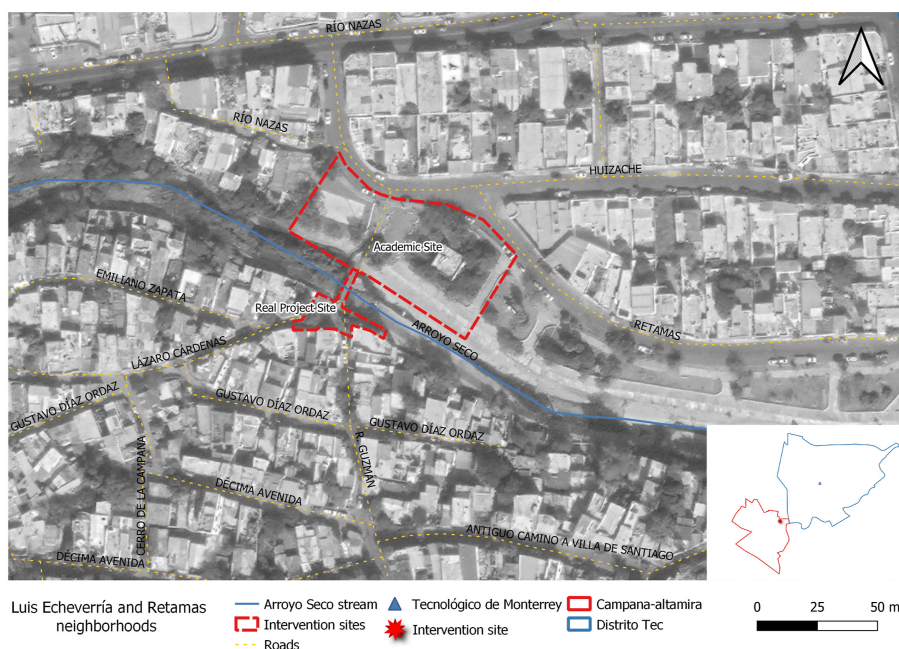 RÍO NAZAS
RÍO NAZAS
HUIZACHE
Academic Site
EMILIANO ZAPATA
Real Project Site
RETAMAS
ARROYO SECO
LÁZARO CÁRDENAS
GUSTAVO DÍAZ ORDAZ
GUSTAVO DÍAZ ORDAZ
GUSTAVO DÍAZ ORDAZ
R. GUZMÁN
CERRO DE LA CAMPANA
DÉCIMA AVENIDA
ANTIGUO CAMINO A VILLA DE SANTIAGO
DÉCIMA AVENIDA
Luis Echeverría and Retamas
neighborhoods
Arroyo Seco stream
Intervention sites
Roads
Tecnológico de Monterrey
Intervention site
Campana-altamira
Distrito Tec
0 25 50 m